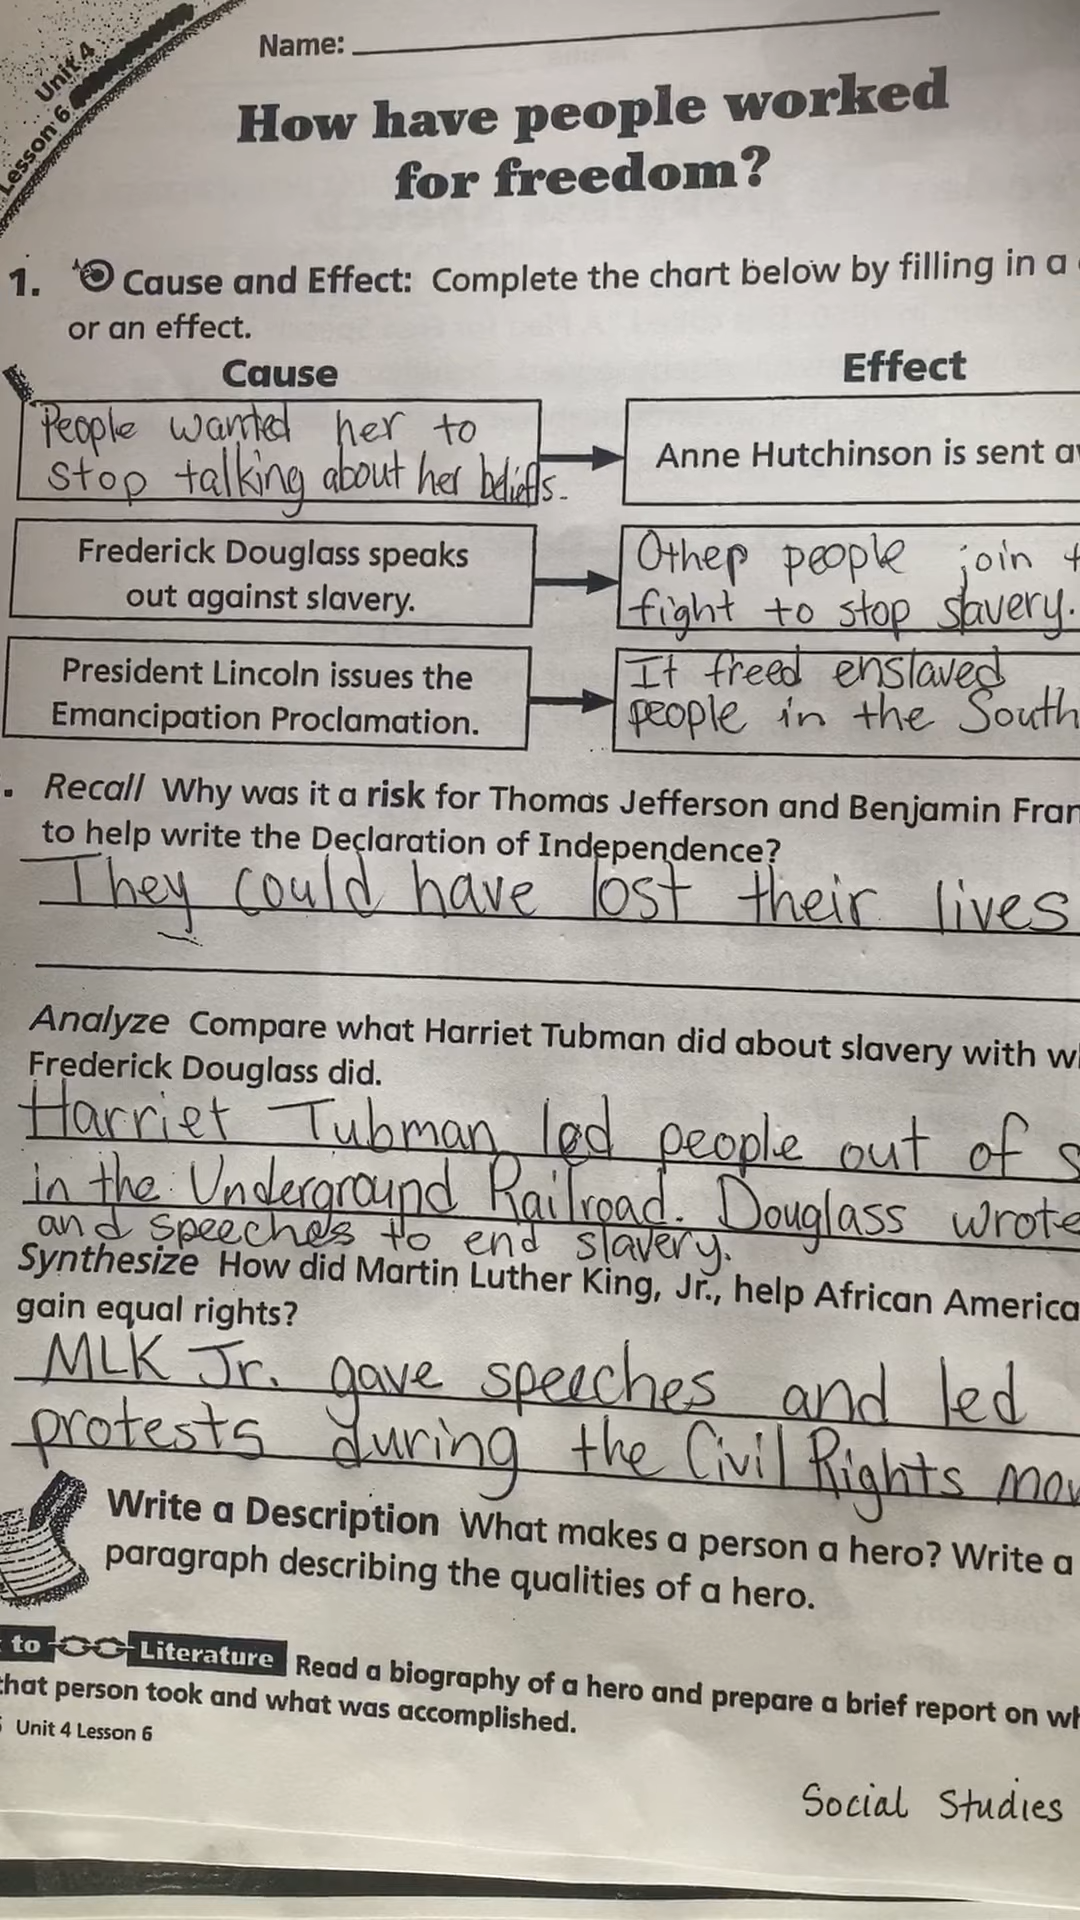 Unit 4
Lesson 6
Name:
How have people worked
for freedom?
1. Cause and Effect: Complete the chart below by filling in a
or an effect.
Cause
Effect
People wanted her to
stop talking about her beliefs.
Anne Hutchinson is sent
Frederick Douglass speaks
out against slavery.
Other people join
fight to stop slavery.
President Lincoln issues the
Emancipation Proclamation.
It freed enslaved
people in the South
Recall Why was it a risk for Thomas Jefferson and Benjamin
to help write the Declaration of Independence?
They could have lost their lives
Analyze Compare what Harriet Tubman did about slavery with
Frederick Douglass did.
Harriet Tubman led people out of
in the Underground Railroad. Douglass wrote
and speeches to end slavery.
Synthesize How did Martin Luther King, Jr., help African
gain equal rights?
MLK Jr. gave speeches and led
protests during the Civil Rights
Write a Description What makes a person a hero? Write a
paragraph describing the qualities of a hero.
to Literature Read a biography of a hero and prepare a brief report on
that person took and what was accomplished.
Unit 4 Lesson 6
Social Studies